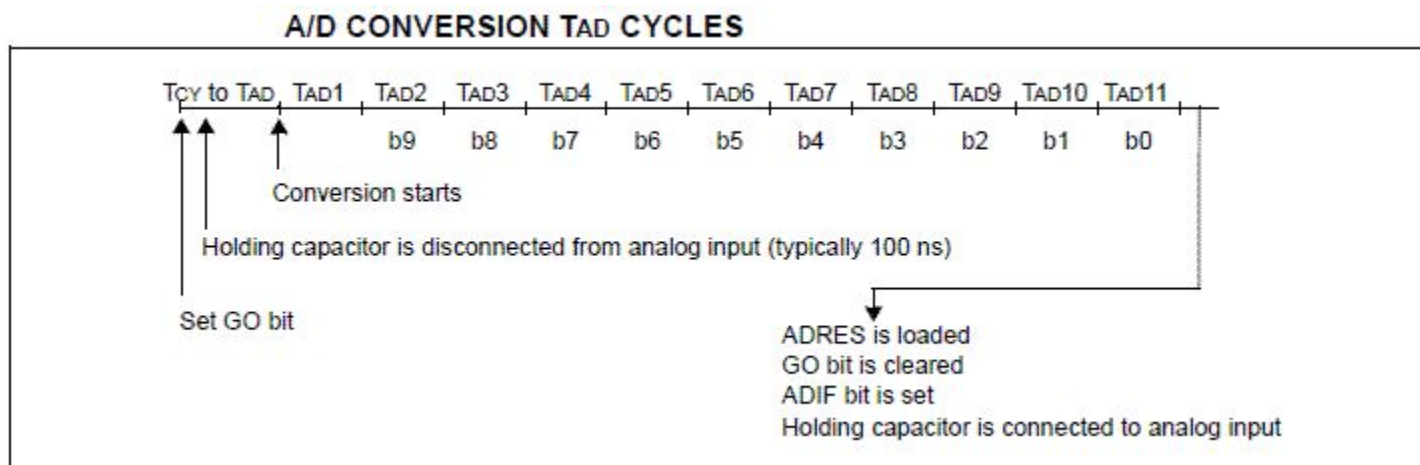 A/D CONVERSION TAD CYCLES
TCY to TAD TAD1 TAD2 TAD3 TAD4 TAD5 TAD6 TAD7 TAD8 TAD9 TAD10 TAD11
b9 b8 b7 b6 b5 b4 b3 b2 b1 b0
Conversion starts
Holding capacitor is disconnected from analog input (typically 100 ns)
Set GO bit
ADRES is loaded
GO bit is cleared
ADIF bit is set
Holding capacitor is connected to analog input